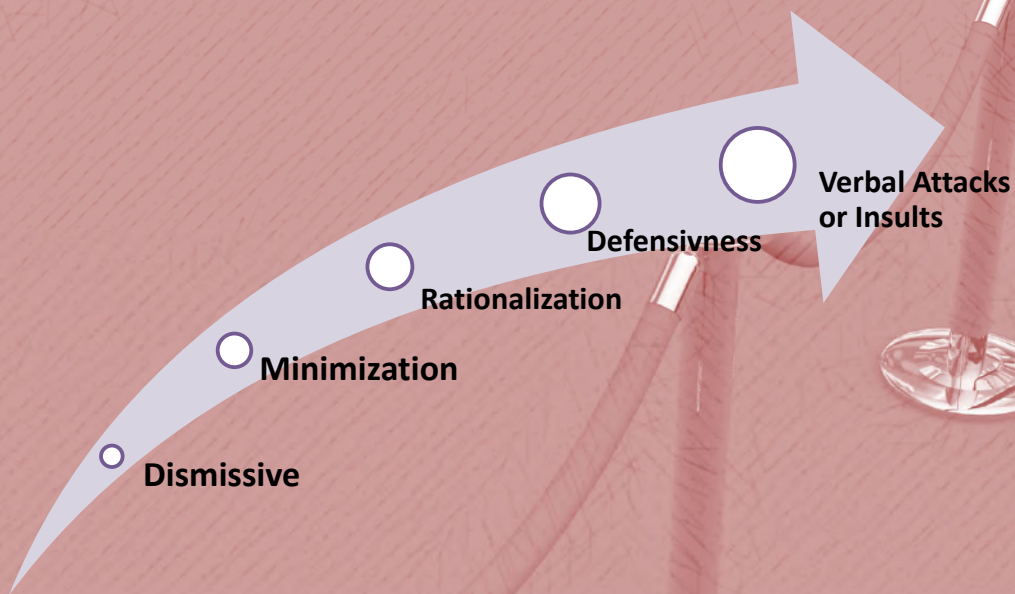 Verbal Attacks
or Insults
Defensivness
Rationalization
Minimization
Dismissive